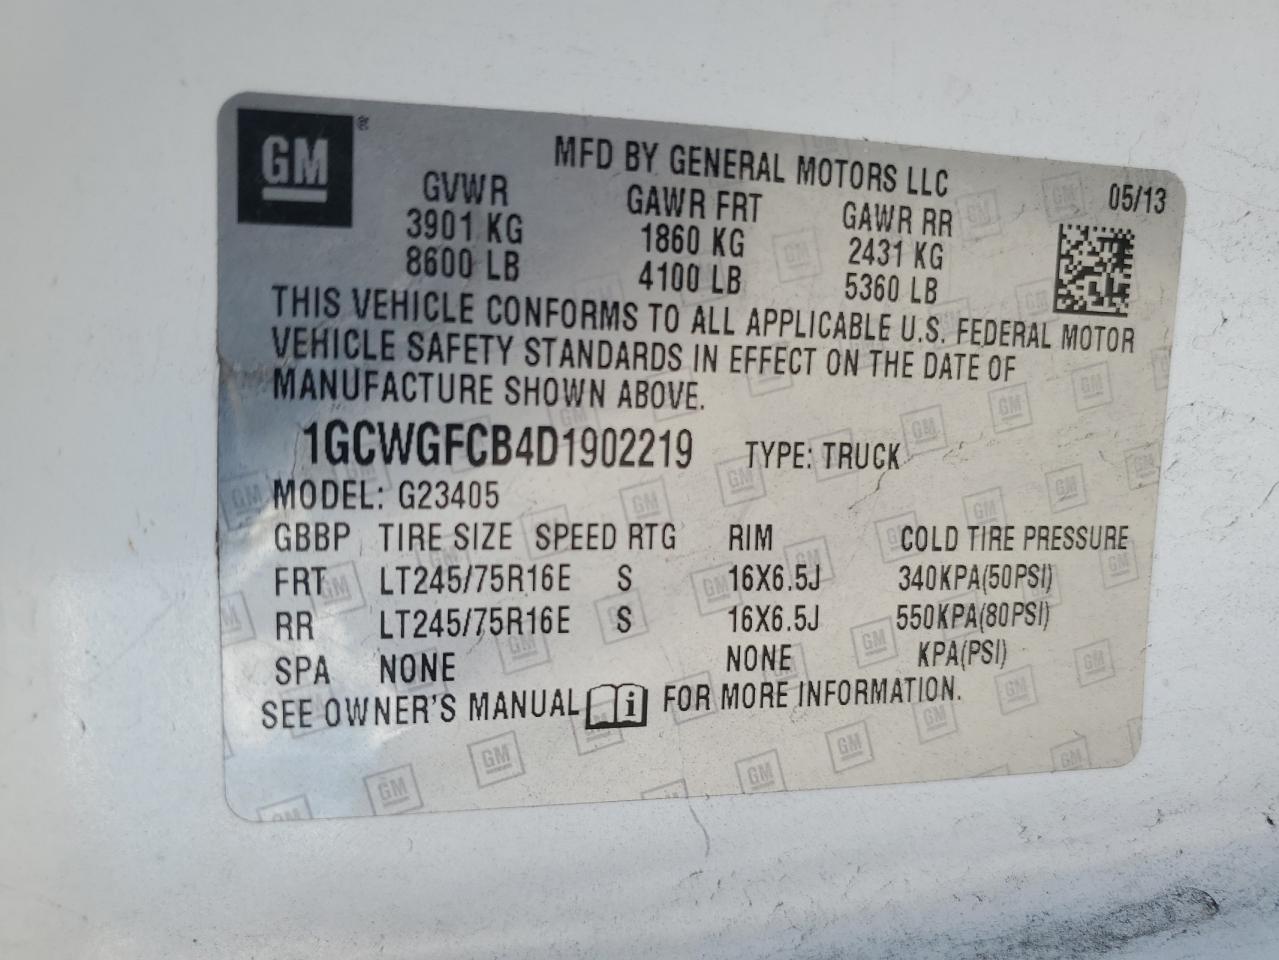 GM ®
MFD BY GENERAL MOTORS LLC
05/13
GVWR GAWR FRT GAWR RR
3901 KG 1860 KG 2431 KG
8600 LB 4100 LB 5360 LB
THIS VEHICLE CONFORMS TO ALL APPLICABLE U.S. FEDERAL MOTOR
VEHICLE SAFETY STANDARDS IN EFFECT ON THE DATE OF
MANUFACTURE SHOWN ABOVE.
1GCWGFCB4D1902219 TYPE: TRUCK
MODEL: G23405
GBBP TIRE SIZE SPEED RTG RIM COLD TIRE PRESSURE
FRT LT245/75R16E S 16X6.5J 340KPA(50PSI)
RR LT245/75R16E S 16X6.5J 550KPA(80PSI)
SPA NONE NONE KPA(PSI)
SEE OWNER'S MANUAL i FOR MORE INFORMATION.